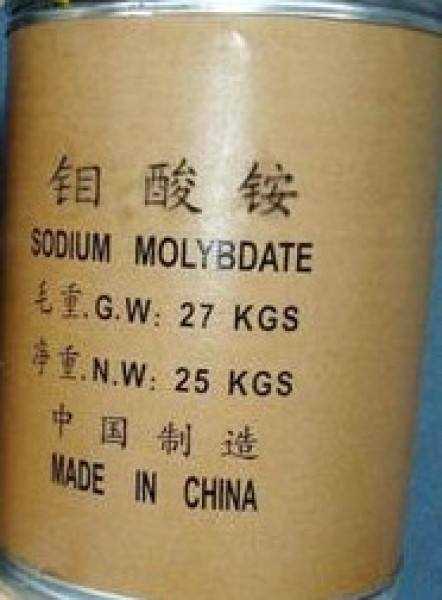 钼酸铵
SODIUM MOLYBDATE
毛重.G.W: 27 KGS
净重.N.W: 25 KGS
中国制造
MADE IN CHINA